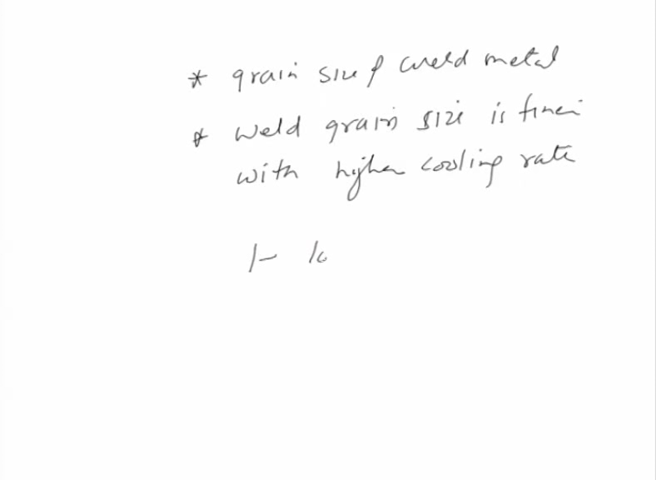 * grain size of weld metal
* weld grain size is finer
with higher cooling rate